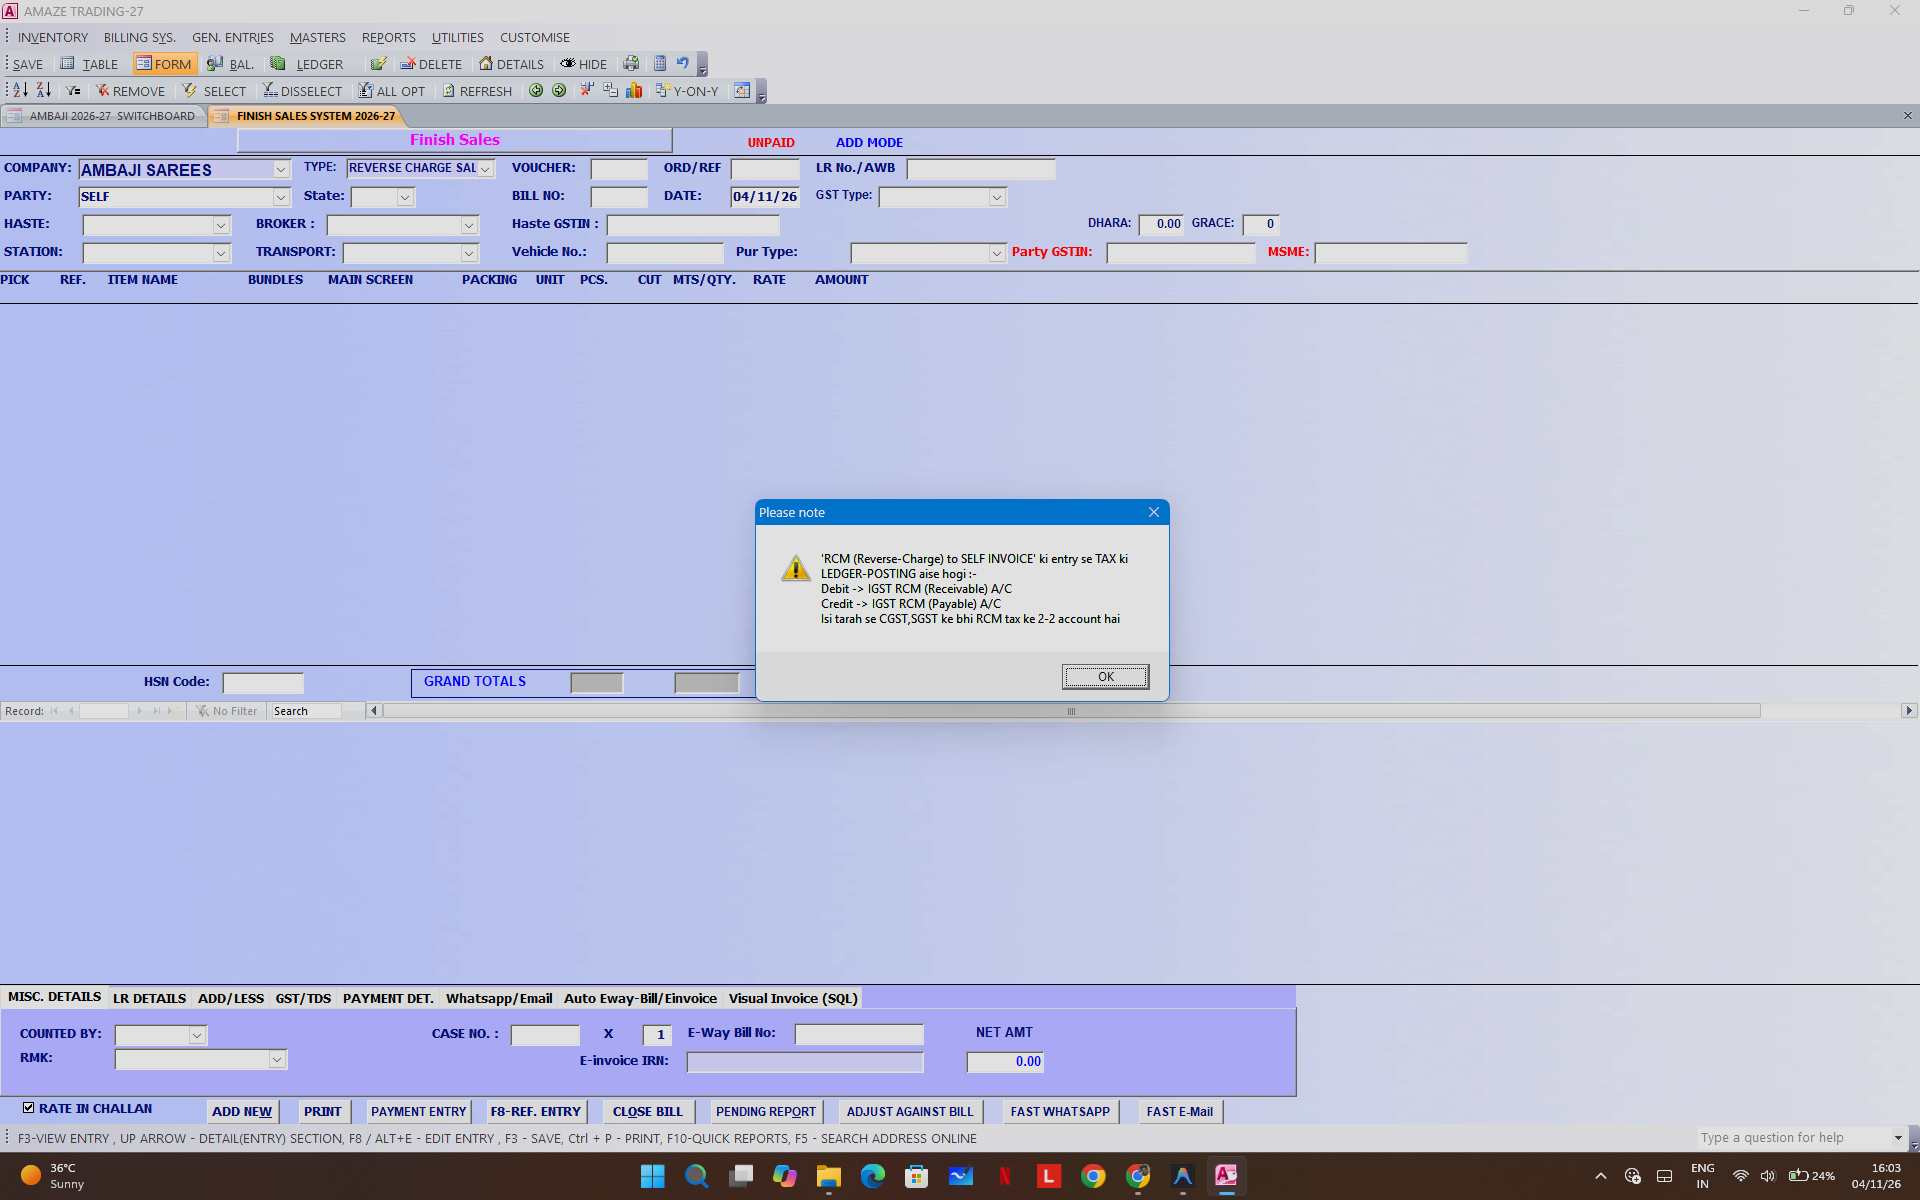 AMAZE TRADING-27
INVENTORY BILLING SYS. GEN. ENTRIES MASTERS REPORTS UTILITIES CUSTOMISE
SAVE TABLE FORM BAL. LEDGER DELETE DETAILS HIDE
REMOVE SELECT DISSELECT ALL OPT REFRESH Y-ON-Y
AMBAJI 2026-27 SWITCHBOARD FINISH SALES SYSTEM 2026-27
Finish Sales UNPAID ADD MODE
COMPANY: AMBAJI SAREES TYPE: REVERSE CHARGE SAL VOUCHER: ORD/REF LR No./AWB
PARTY: SELF State: BILL NO: DATE: 04/11/26 GST Type:
HASTE: BROKER : Haste GSTIN : DHARA: 0.00 GRACE: 0
STATION: TRANSPORT: Vehicle No.: Pur Type: Party GSTIN: MSME:
PICK REF. ITEM NAME BUNDLES MAIN SCREEN PACKING UNIT PCS. CUT MTS/QTY. RATE AMOUNT
Please note
'RCM (Reverse-Charge) to SELF INVOICE' ki entry se TAX ki
LEDGER-POSTING aise hogi :-
Debit -> IGST RCM (Receivable) A/C
Credit -> IGST RCM (Payable) A/C
Isi tarah se CGST,SGST ke bhi RCM tax ke 2-2 account hai
OK
HSN Code: GRAND TOTALS
Record: No Filter Search
MISC. DETAILS LR DETAILS ADD/LESS GST/TDS PAYMENT DET. Whatsapp/Email Auto Eway-Bill/Einvoice Visual Invoice (SQL)
COUNTED BY: CASE NO. : X 1 E-Way Bill No: NET AMT
RMK: E-invoice IRN: 0.00
RATE IN CHALLAN ADD NEW PRINT PAYMENT ENTRY F8-REF. ENTRY CLOSE BILL PENDING REPORT ADJUST AGAINST BILL FAST WHATSAPP FAST E-Mail
F3-VIEW ENTRY , UP ARROW - DETAIL(ENTRY) SECTION, F8 / ALT+E - EDIT ENTRY , F3 - SAVE, Ctrl + P - PRINT, F10-QUICK REPORTS, F5 - SEARCH ADDRESS ONLINE Type a question for help
36°C
Sunny
ENG
IN
24%
16:03
04/11/26